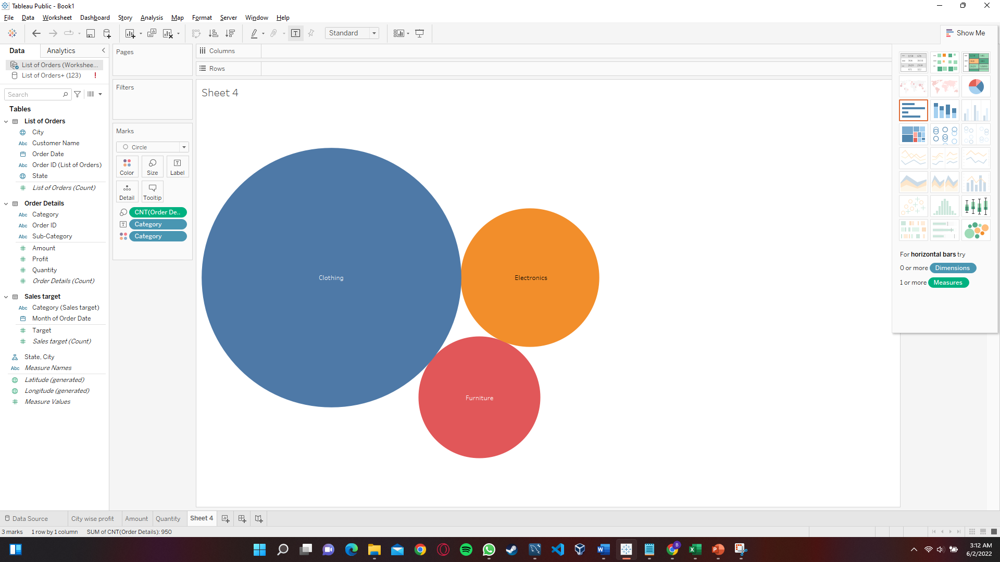 Tableau Public - Book1
File Data Worksheet Dashboard Story Analysis Map Format Server Window Help
Standard
Show Me
Data Analytics
List of Orders (Workshee...
List of Orders+ (123)
Search
Tables
List of Orders
City
Abc Customer Name
Order Date
Abc Order ID (List of Orders)
State
List of Orders (Count)
Order Details
Abc Category
Abc Order ID
Abc Sub-Category
Amount
Profit
Quantity
Order Details (Count)
Sales target
Abc Category (Sales target)
Month of Order Date
Target
Sales target (Count)
State, City
Abc Measure Names
Latitude (generated)
Longitude (generated)
Measure Values
Pages
Filters
Marks
Circle
Color Size Label
Detail Tooltip
CNT(Order De..
Category
Category
Columns
Rows
Sheet 4
Clothing
Electronics
Furniture
For horizontal bars try
0 or more Dimensions
1 or more Measures
Data Source City wise profit Amount Quantity Sheet 4
3 marks 1 row by 1 column SUM of CNT(Order Details): 950
3:12 AM
6/2/2022